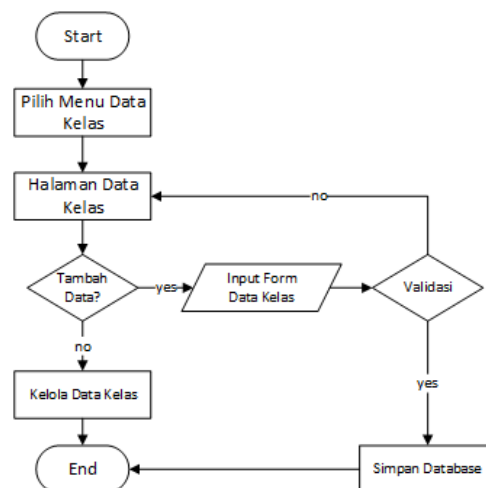 Start
Pilih Menu Data
Kelas
Halaman Data
Kelas
no
Tambah
Data?
yes
Input Form
Data Kelas
Validasi
no
yes
Kelola Data Kelas
End
Simpan Database